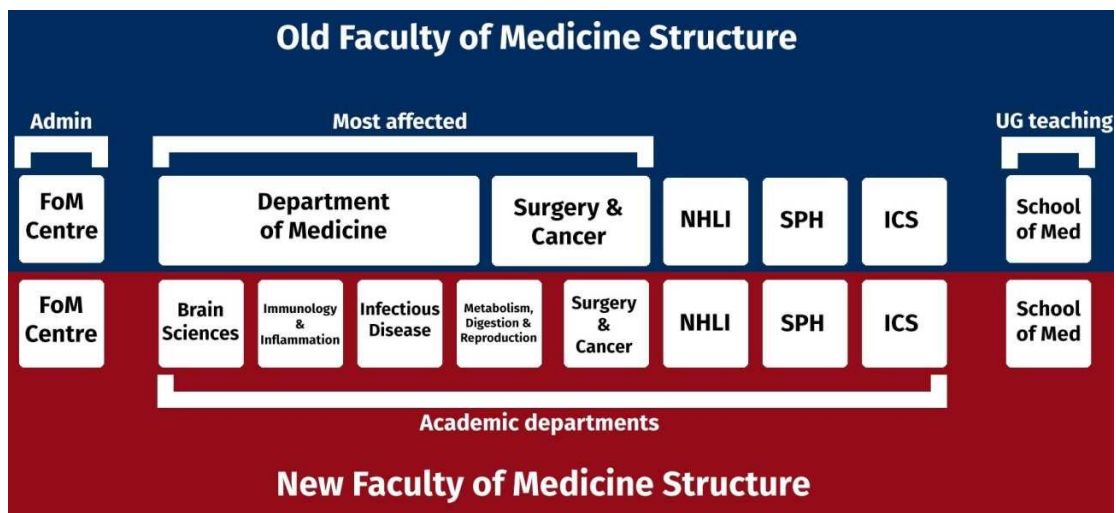 Old Faculty of Medicine Structure
Admin
Most affected
UG teaching
FoM
Centre
Department
of Medicine
Surgery &
Cancer
NHLI
SPH
ICS
School
of Med
FoM
Centre
Brain
Sciences
Immunology
&
Inflammation
Infectious
Disease
Metabolism,
Digestion &
Reproduction
Surgery
&
Cancer
NHLI
SPH
ICS
School
of Med
Academic departments
New Faculty of Medicine Structure